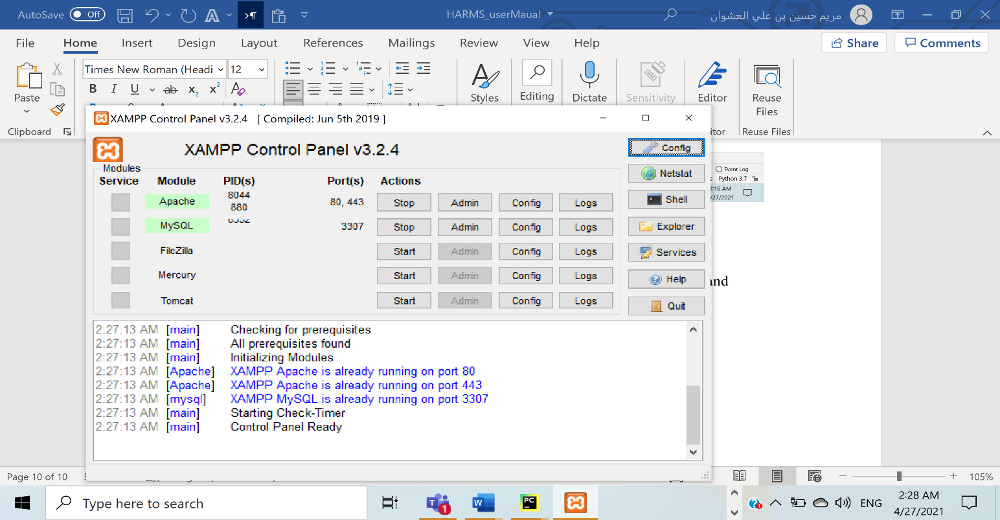 AutoSave Off HARMS_userMaual مريم حسين بن علي العشوان
File Home Insert Design Layout References Mailings Review View Help Share Comments
Times New Roman (Headi 12
B I U ab x₂ x²
Paste Styles Editing Dictate Sensitivity Editor Reuse Files
Clipboard itor Reuse Files
XAMPP Control Panel v3.2.4 [ Compiled: Jun 5th 2019 ]
XAMPP Control Panel v3.2.4
Config
Modules
Service Module PID(s) Port(s) Actions
Netstat
Apache 8044 880 80, 443 Stop Admin Config Logs
Shell
MySQL 3307 Stop Admin Config Logs
Explorer
FileZilla Start Admin Config Logs
Services
Mercury Start Admin Config Logs
Help
Tomcat Start Admin Config Logs
Quit
Event Log
Python 3.7
2:16 AM
/27/2021
and
2:27:13 AM [main] Checking for prerequisites
2:27:13 AM [main] All prerequisites found
2:27:13 AM [main] Initializing Modules
2:27:13 AM [Apache] XAMPP Apache is already running on port 80
2:27:13 AM [Apache] XAMPP Apache is already running on port 443
2:27:13 AM [mysql] XAMPP MySQL is already running on port 3307
2:27:13 AM [main] Starting Check-Timer
2:27:13 AM [main] Control Panel Ready
Page 10 of 10 105%
Type here to search ENG 2:28 AM
4/27/2021